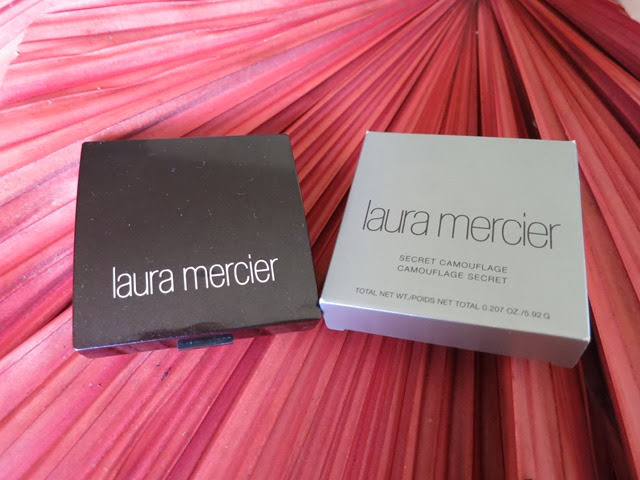 laura mercier
laura mercier
SECRET CAMOUFLAGE
CAMOUFLAGE SECRET
TOTAL NET WT./POIDS NET TOTAL 0.207 OZ./5.92 G